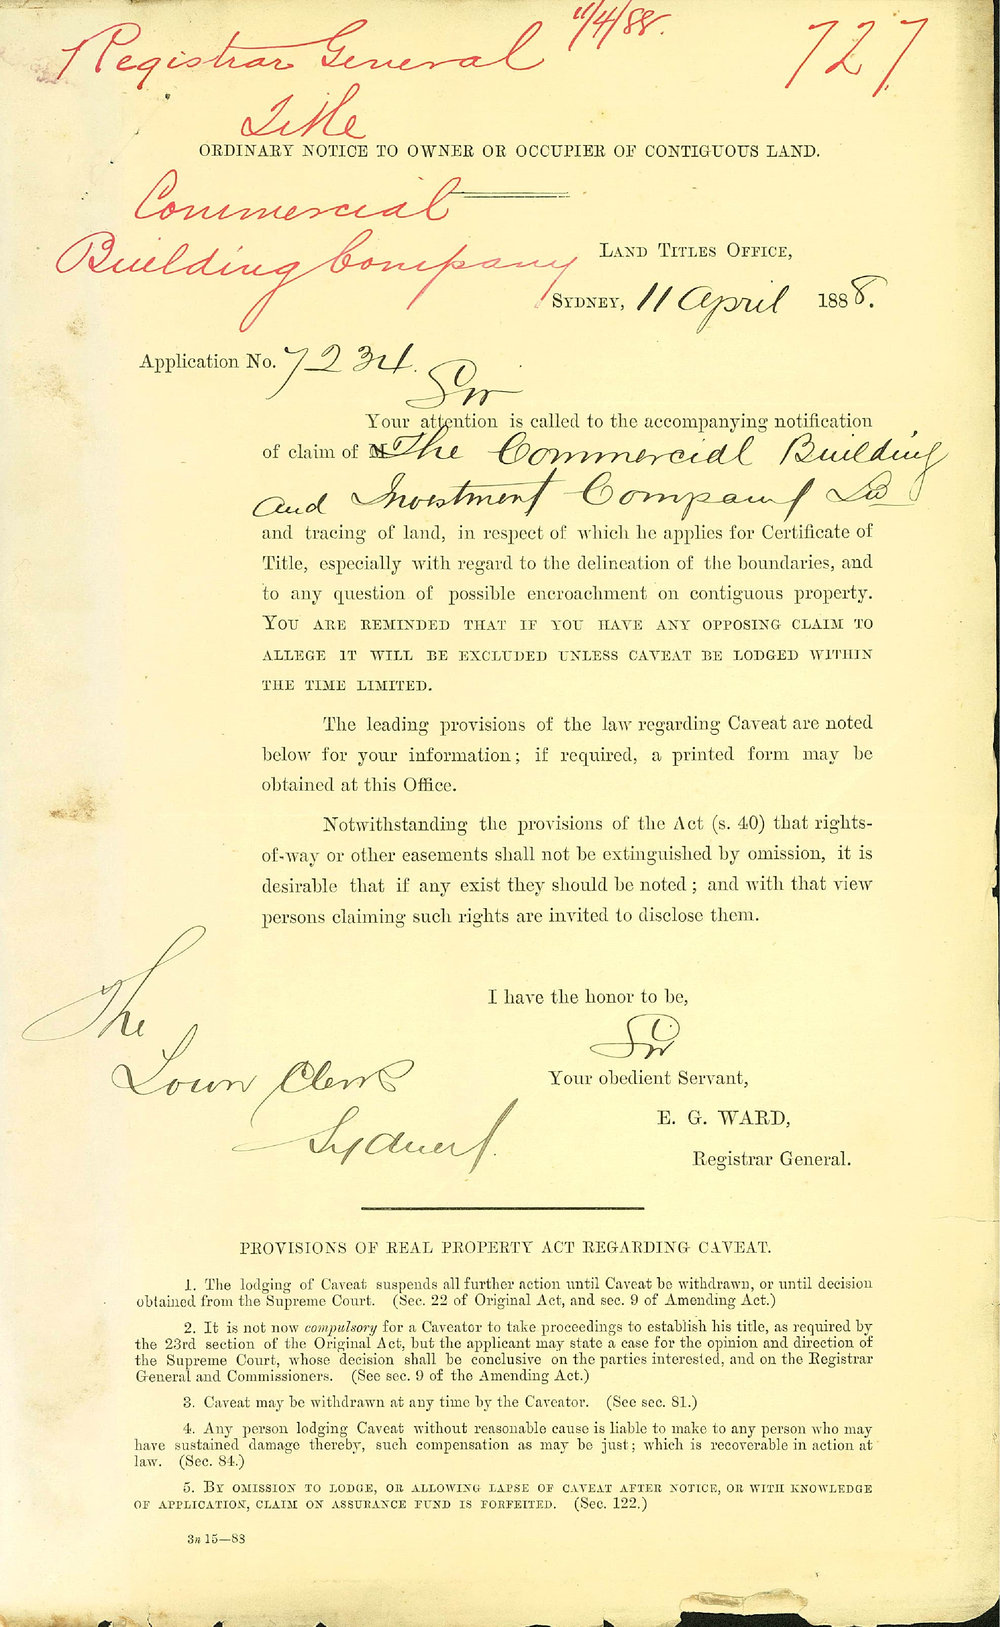 11/4/88.
Registrar General 727
Title
ORDINARY NOTICE TO OWNER OR OCCUPIER OF CONTIGUOUS LAND.
Commercial
Building Company
LAND TITLES OFFICE,
SYDNEY, 11 April 1888.
Application No. 7234.
Sir
Your attention is called to the accompanying notification
of claim of M The Commercial Building
and Investment Company Ld
and tracing of land, in respect of which he applies for Certificate of
Title, especially with regard to the delineation of the boundaries, and
to any question of possible encroachment on contiguous property.
YOU ARE REMINDED THAT IF YOU HAVE ANY OPPOSING CLAIM TO
ALLEGE IT WILL BE EXCLUDED UNLESS CAVEAT BE LODGED WITHIN
THE TIME LIMITED.
The leading provisions of the law regarding Caveat are noted
below for your information; if required, a printed form may be
obtained at this Office.
Notwithstanding the provisions of the Act (s. 40) that rights-
of-way or other easements shall not be extinguished by omission, it is
desirable that if any exist they should be noted; and with that view
persons claiming such rights are invited to disclose them.
I have the honor to be,
Sir
Your obedient Servant,
E. G. WARD,
Registrar General.
The
Town Clerk
Sydney.
PROVISIONS OF REAL PROPERTY ACT REGARDING CAVEAT.
1. The lodging of Caveat suspends all further action until Caveat be withdrawn, or until decision
obtained from the Supreme Court. (Sec. 22 of Original Act, and sec. 9 of Amending Act.)
2. It is not now compulsory for a Caveator to take proceedings to establish his title, as required by
the 23rd section of the Original Act, but the applicant may state a case for the opinion and direction of
the Supreme Court, whose decision shall be conclusive on the parties interested, and on the Registrar
General and Commissioners. (See sec. 9 of the Amending Act.)
3. Caveat may be withdrawn at any time by the Caveator. (See sec. 81.)
4. Any person lodging Caveat without reasonable cause is liable to make to any person who may
have sustained damage thereby, such compensation as may be just; which is recoverable in action at
law. (Sec. 84.)
5. BY OMISSION TO LODGE, OR ALLOWING LAPSE OF CAVEAT AFTER NOTICE, OR WITH KNOWLEDGE
OF APPLICATION, CLAIM ON ASSURANCE FUND IS FORFEITED. (Sec. 122.)
3n 15—88